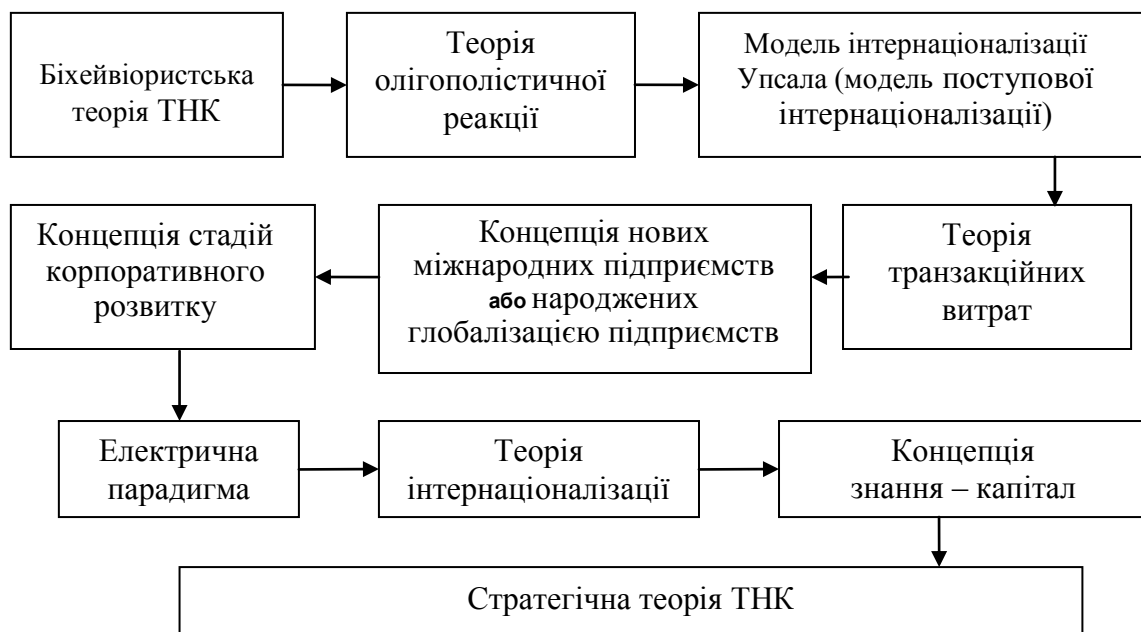 Біхейвіористська
теорія ТНК
Теорія
олігополістичної
реакції
Модель інтернаціоналізації
Упсала (модель поступової
інтернаціоналізації)
Концепція стадій
корпоративного
розвитку
Концепція нових
міжнародних підприємств
або народжених
глобалізацією підприємств
Теорія
транзакційних
витрат
Електрична
парадигма
Теорія
інтернаціоналізації
Концепція
знання – капітал
Стратегічна теорія ТНК